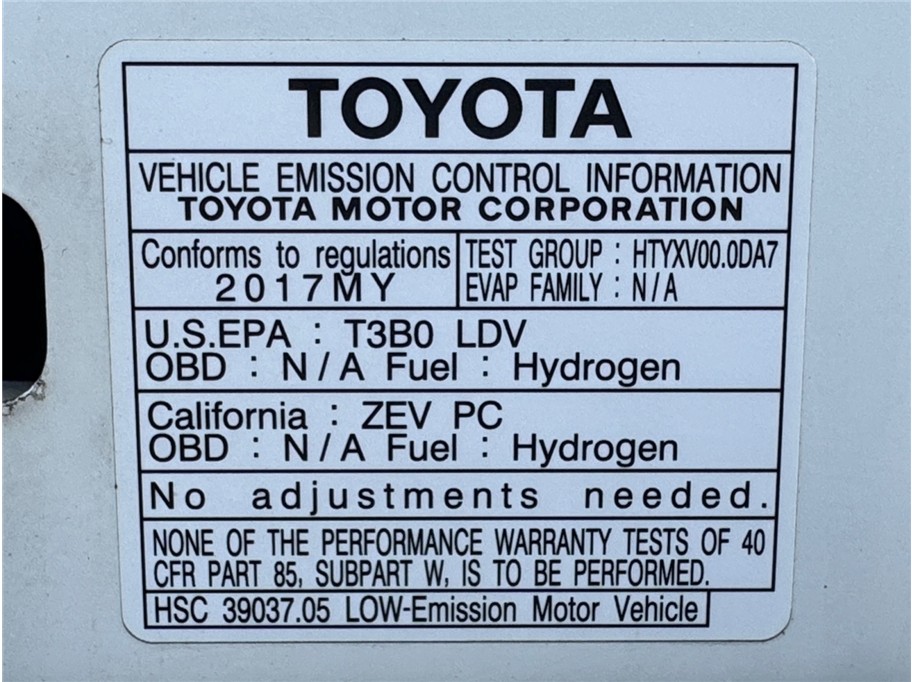 TOYOTA
VEHICLE EMISSION CONTROL INFORMATION
TOYOTA MOTOR CORPORATION
Conforms to regulations
2017MY
TEST GROUP : HTYXV00.0DA7
EVAP FAMILY : N/A
U.S.EPA : T3B0 LDV
OBD : N/A Fuel : Hydrogen
California : ZEV PC
OBD : N/A Fuel : Hydrogen
No adjustments needed.
NONE OF THE PERFORMANCE WARRANTY TESTS OF 40
CFR PART 85, SUBPART W, IS TO BE PERFORMED.
HSC 39037.05 LOW-Emission Motor Vehicle